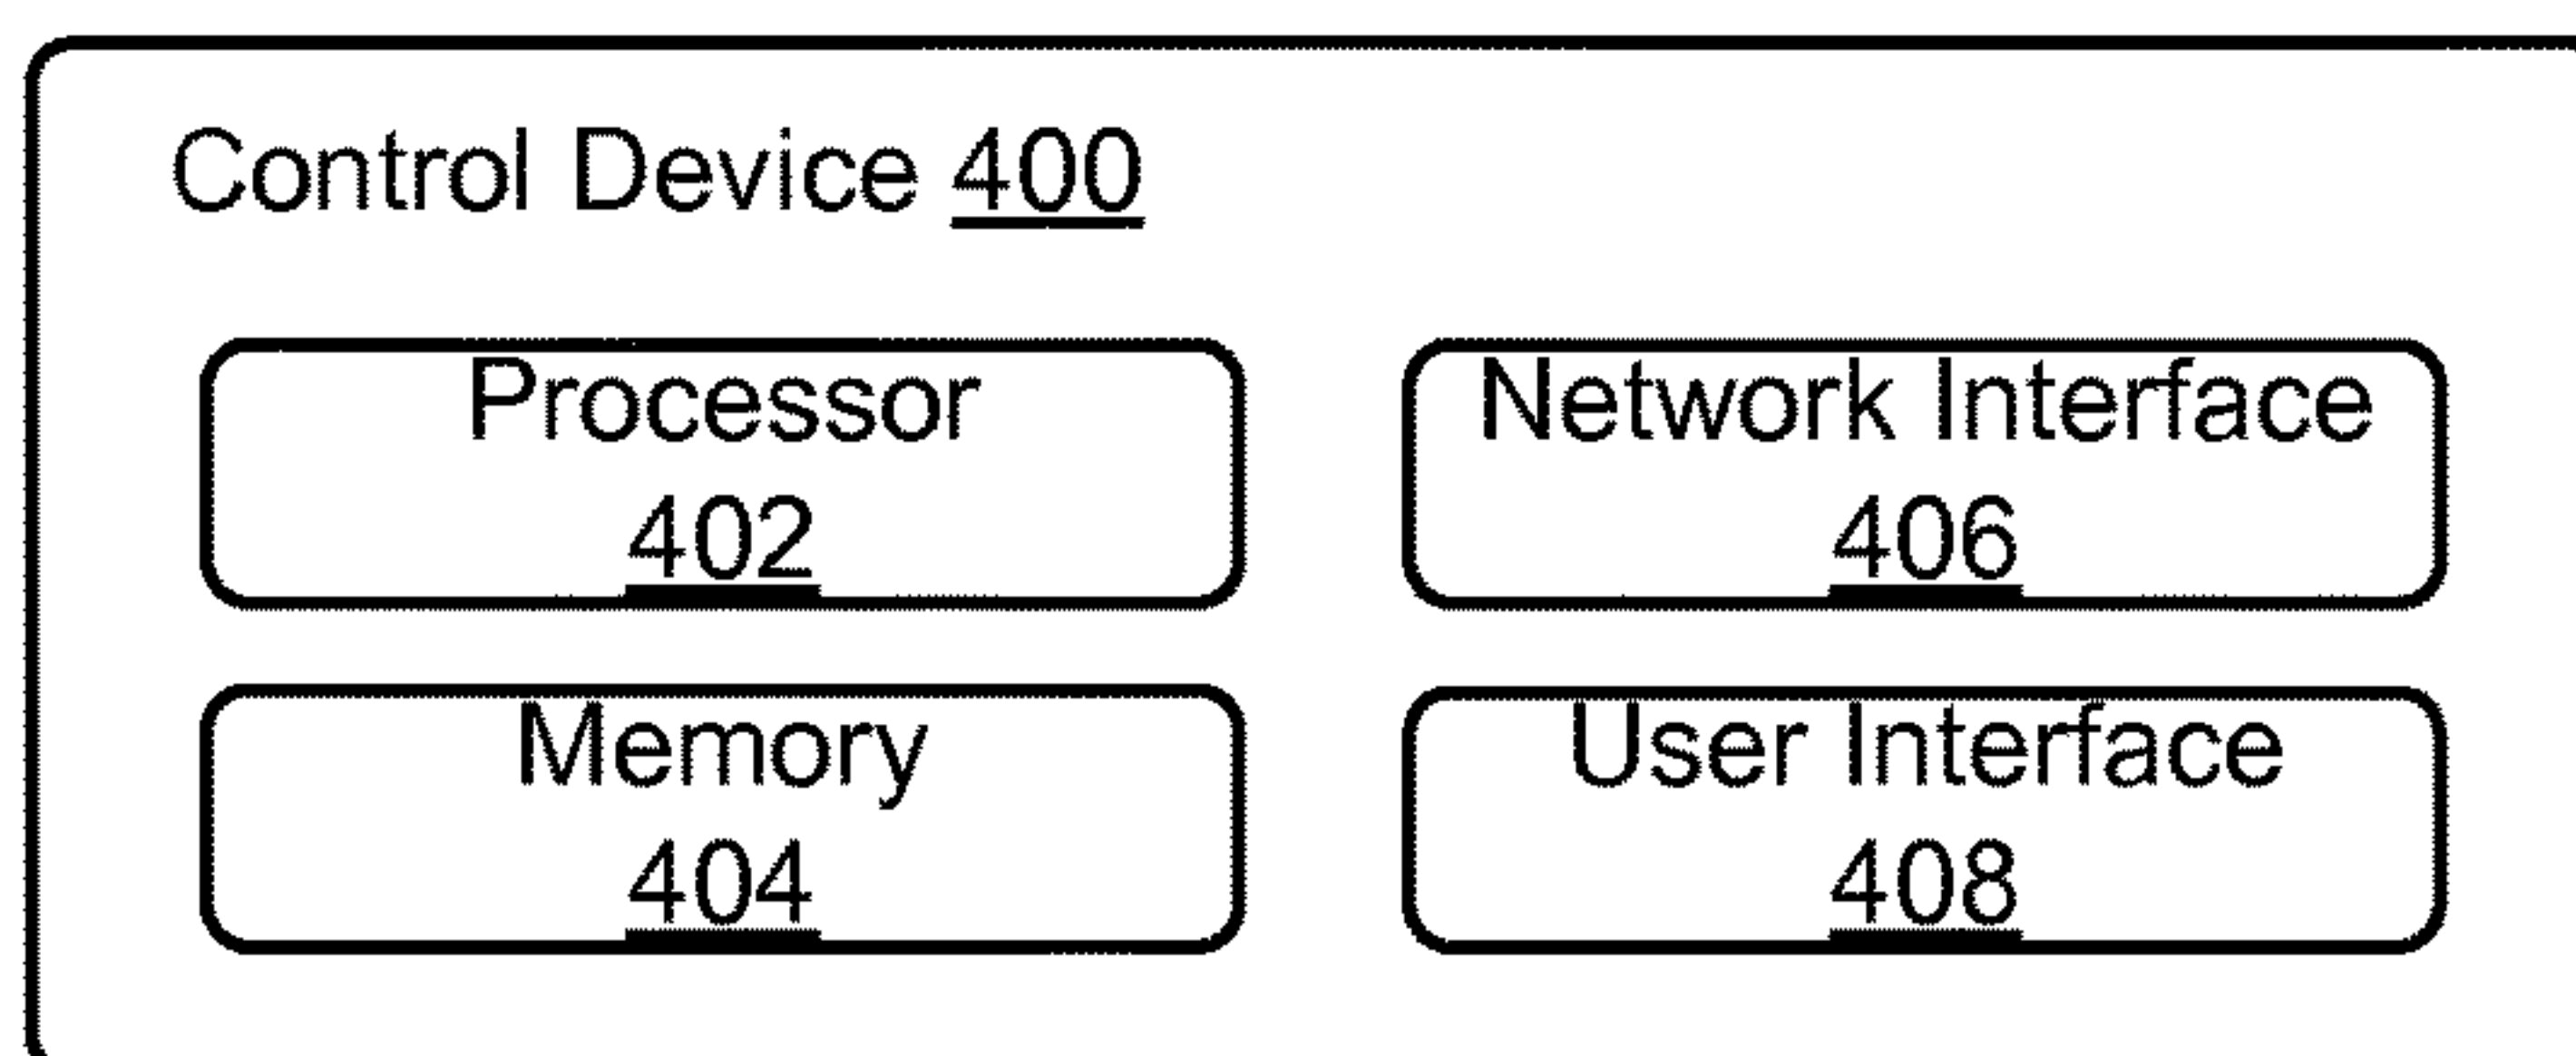 Control Device 400
Processor
402
Network Interface
406
Memory
404
User Interface
408